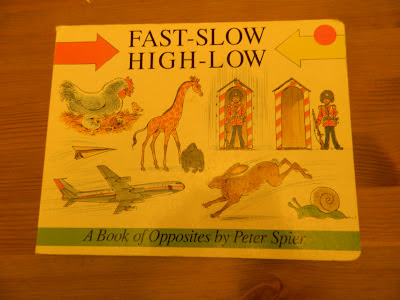 FAST-SLOW
HIGH-LOW
A Book of Opposites by Peter Spier